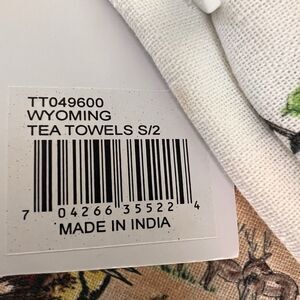 TT049600
WYOMING
TEA TOWELS S/2
7 04266 35522 4
MADE IN INDIA